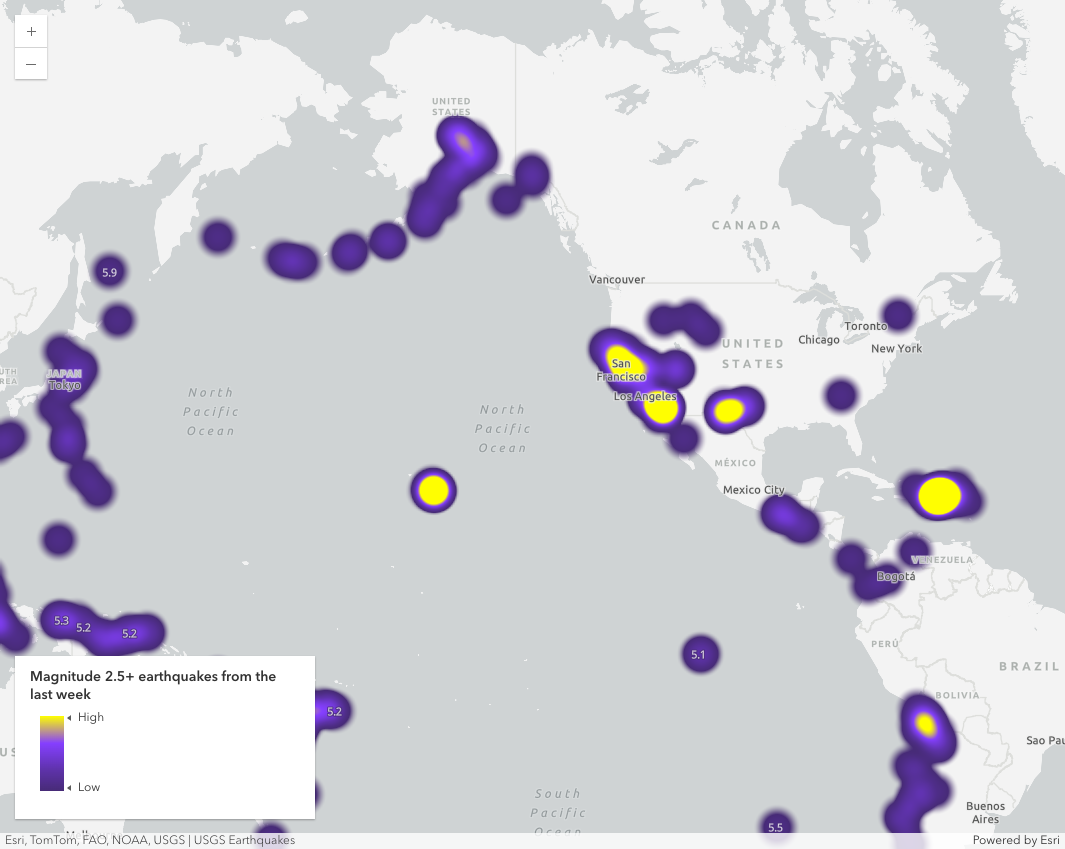 +
−
UNITED
STATES
CANADA
5.9
Vancouver
Toronto
Chicago
New York
UNITED
STATES
San
Francisco
Los Angeles
JAPAN
Tokyo
North
Pacific
Ocean
North
Pacific
Ocean
MÉXICO
Mexico City
VENEZUELA
Bogotá
5.3
5.2
5.2
5.1
PERÚ
BRAZIL
BOLIVIA
5.2
Sao Pau
Magnitude 2.5+ earthquakes from the
last week
High
Low
South
Pacific
Ocean
5.5
Buenos
Aires
Esri, TomTom, FAO, NOAA, USGS | USGS Earthquakes
Powered by Esri